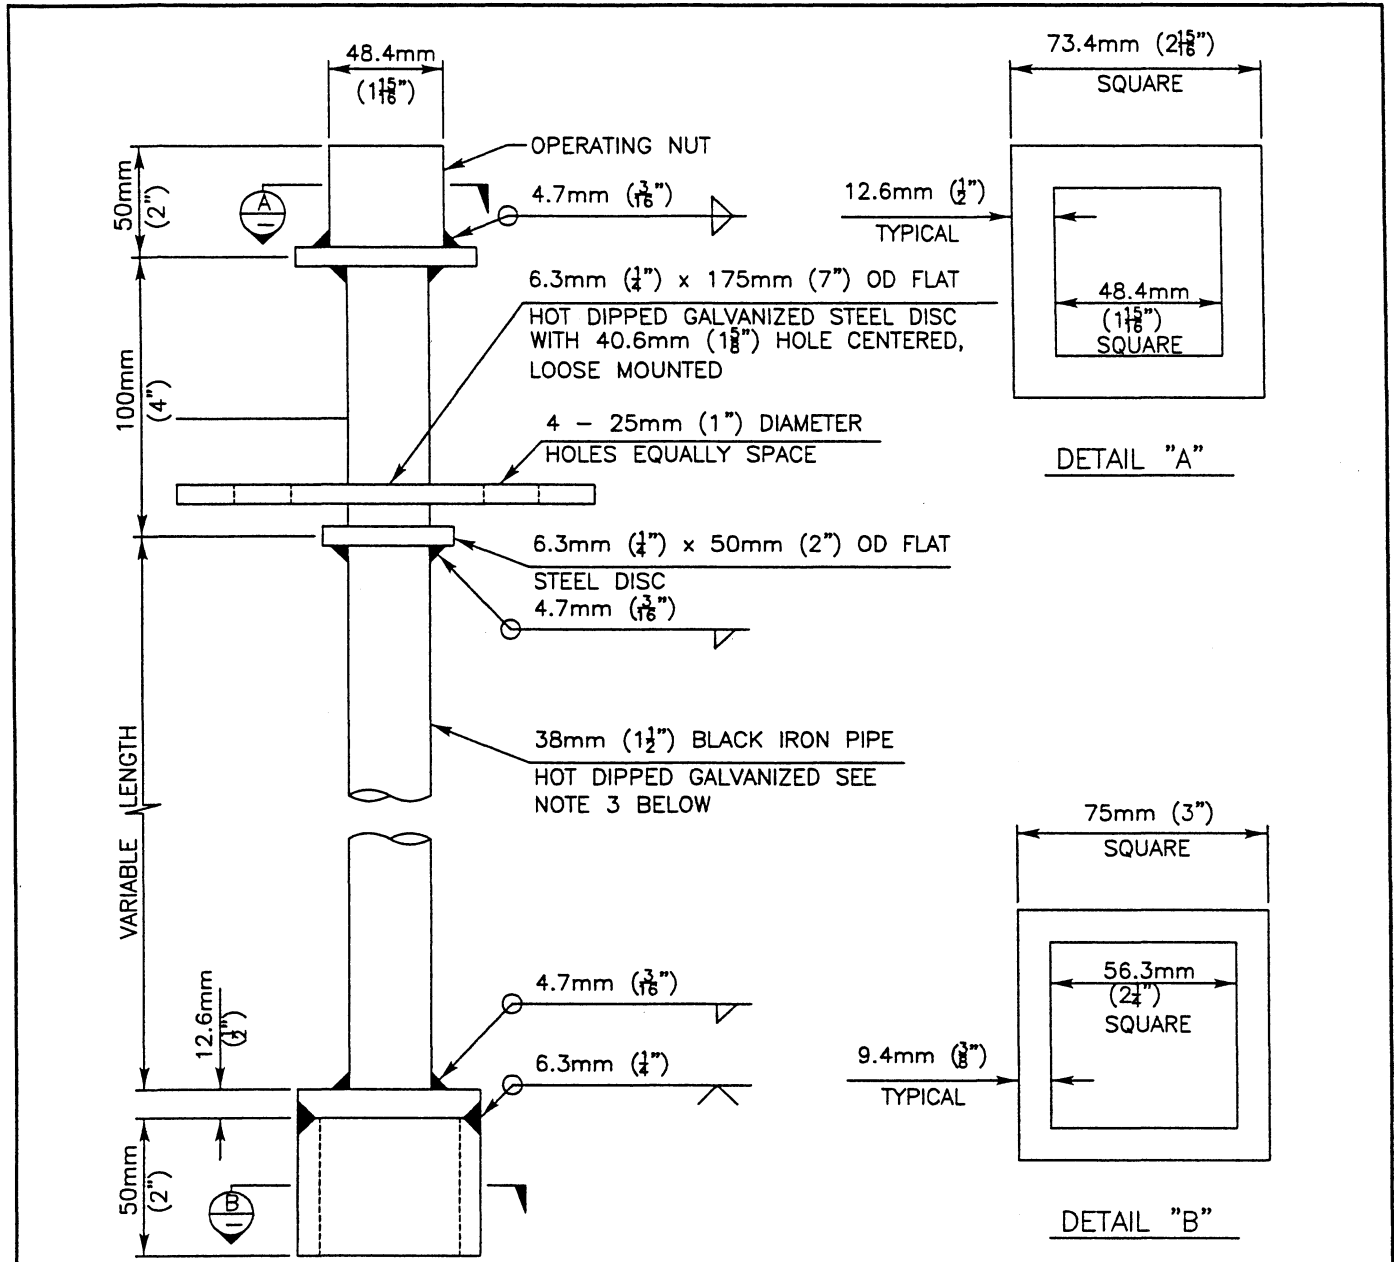 48.4mm
(1 15/16")
OPERATING NUT
50mm
(2")
A
–
4.7mm (3/16")
6.3mm (1/4") x 175mm (7") OD FLAT
HOT DIPPED GALVANIZED STEEL DISC
WITH 40.6mm (1 5/8") HOLE CENTERED,
LOOSE MOUNTED
100mm
(4")
4 – 25mm (1") DIAMETER
HOLES EQUALLY SPACE
6.3mm (1/4") x 50mm (2") OD FLAT
STEEL DISC
4.7mm (3/16")
38mm (1 1/2") BLACK IRON PIPE
HOT DIPPED GALVANIZED SEE
NOTE 3 BELOW
VARIABLE LENGTH
12.6mm
(1/2")
4.7mm (3/16")
6.3mm (1/4")
50mm
(2")
B
–
73.4mm (2 15/16")
SQUARE
12.6mm (1/2")
TYPICAL
48.4mm
(1 15/16")
SQUARE
DETAIL "A"
75mm (3")
SQUARE
56.3mm
(2 1/4")
SQUARE
9.4mm (3/8")
TYPICAL
DETAIL "B"